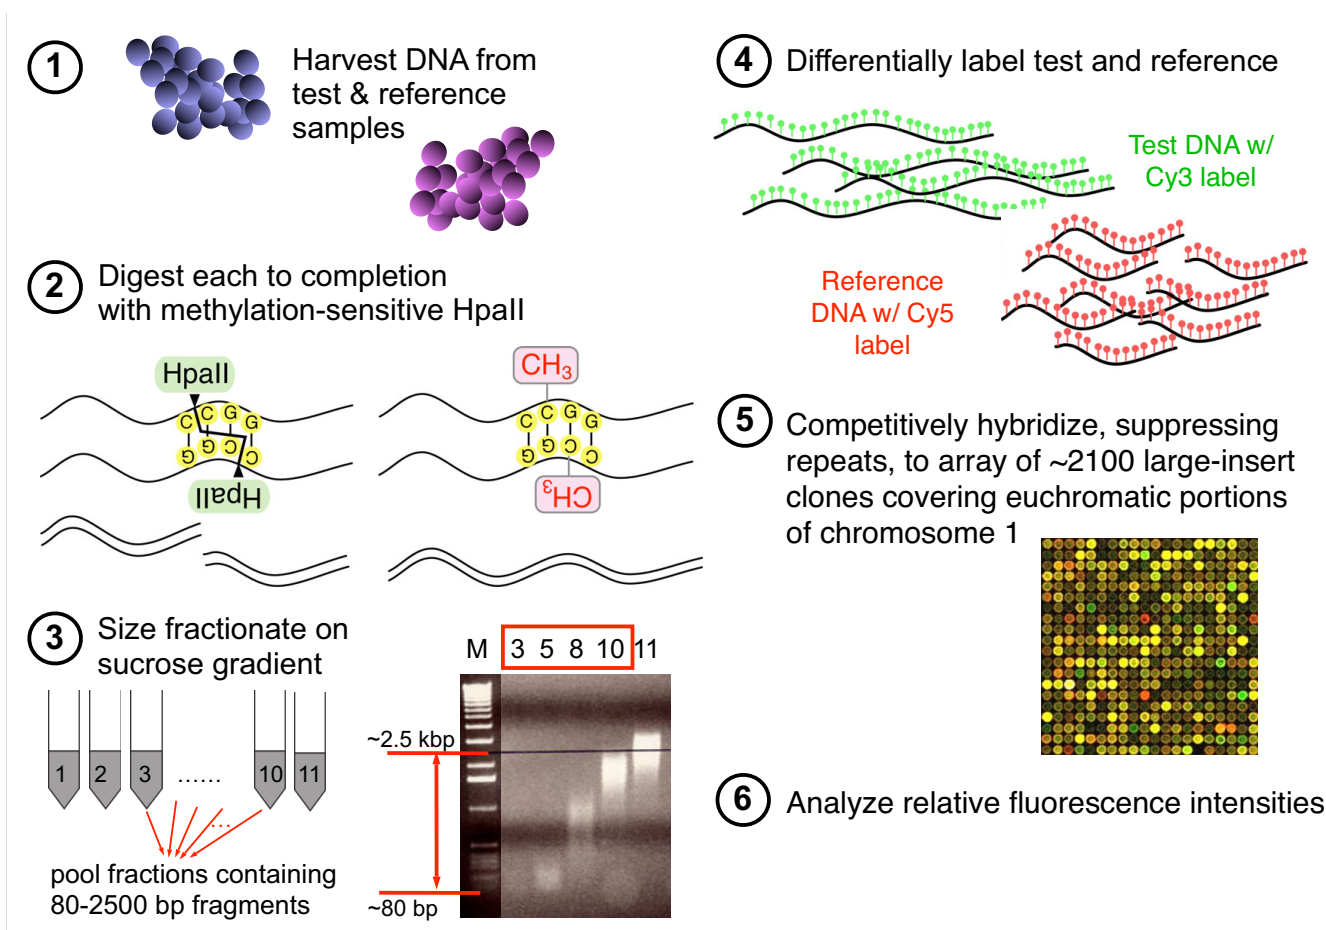 1
Harvest DNA from
test & reference
samples
2
Digest each to completion
with methylation-sensitive HpaII
HpaII
C C G G
G G C C
HpaII
CH3
C C G G
G G C C
CH3
3
Size fractionate on
sucrose gradient
1 2 3 ...... 10 11
...
pool fractions containing
80-2500 bp fragments
M 3 5 8 10 11
~2.5 kbp
~80 bp
4
Differentially label test and reference
Test DNA w/
Cy3 label
Reference
DNA w/ Cy5
label
5
Competitively hybridize, suppressing
repeats, to array of ~2100 large-insert
clones covering euchromatic portions
of chromosome 1
6
Analyze relative fluorescence intensities